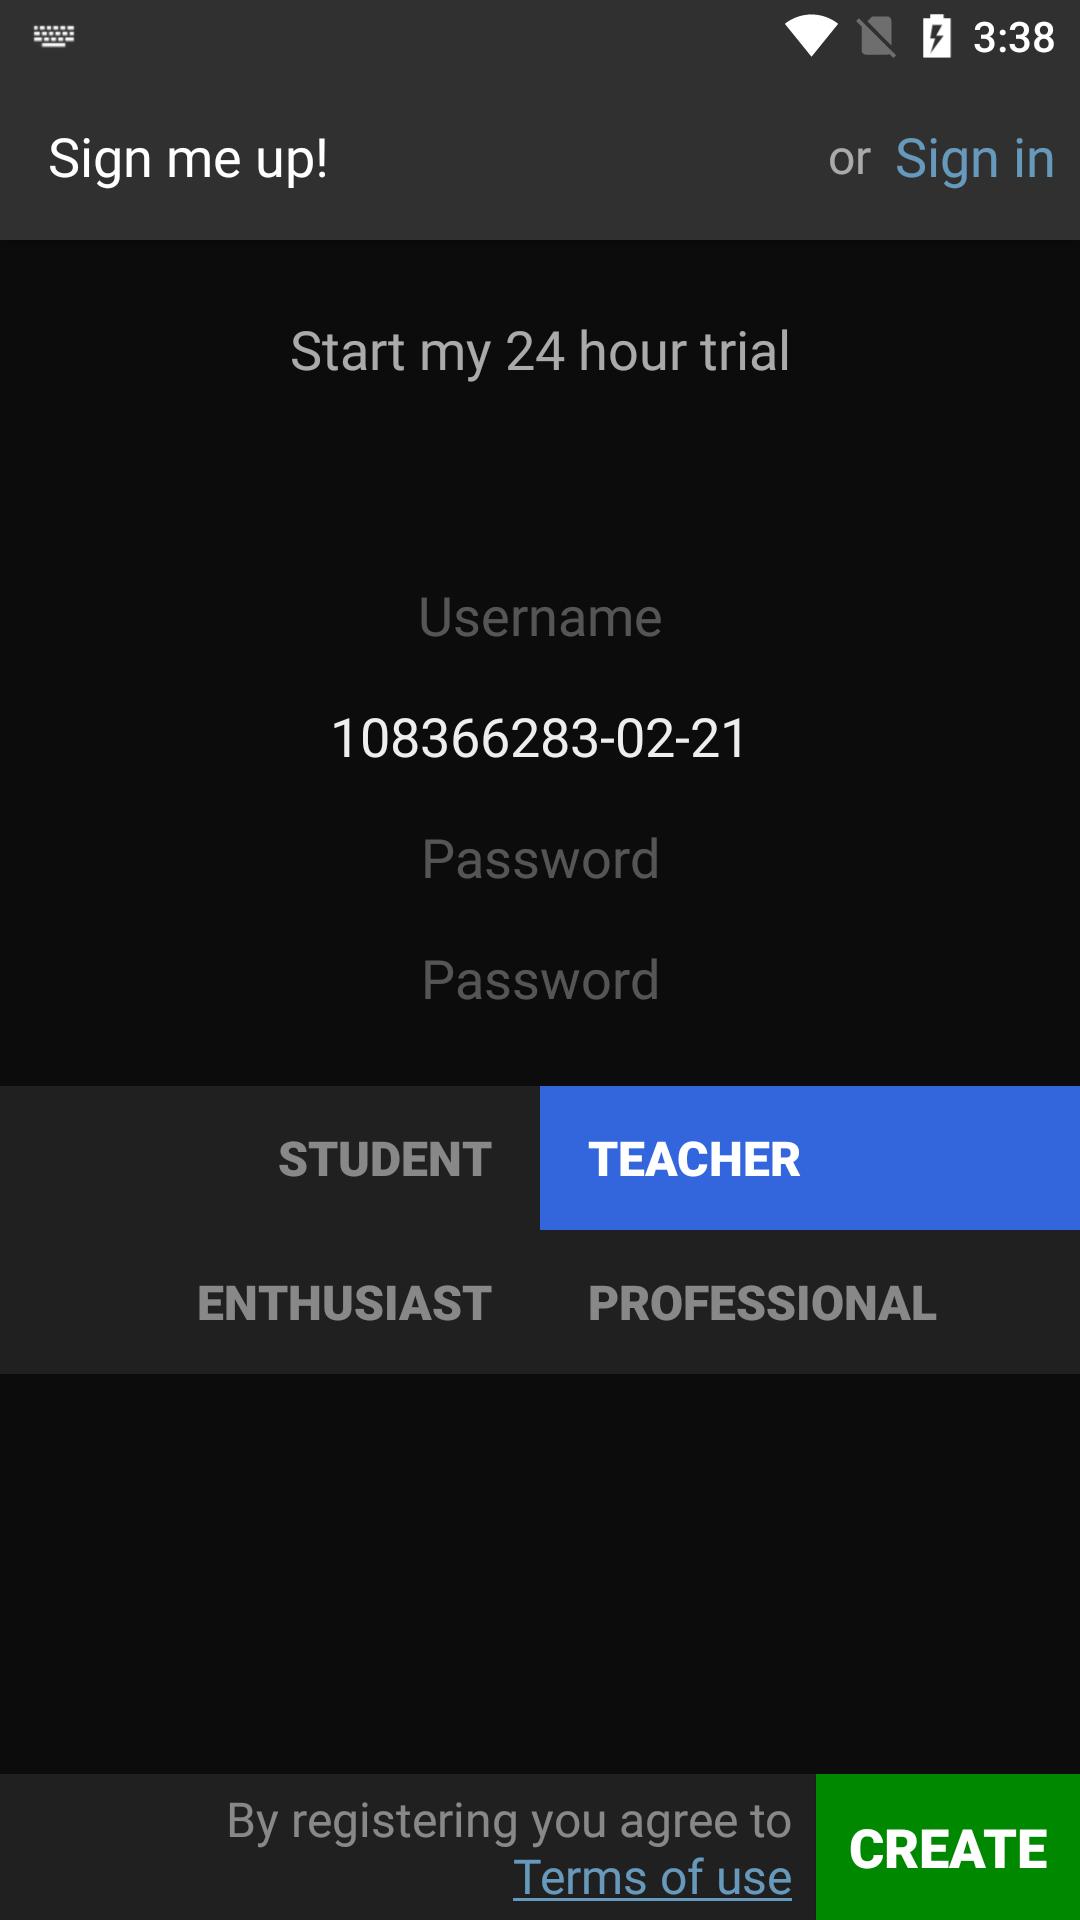 3:38
Sign me up! or Sign in
Start my 24 hour trial
Username
108366283-02-21
Password
Password
STUDENT TEACHER
ENTHUSIAST PROFESSIONAL
By registering you agree to
Terms of use
CREATE